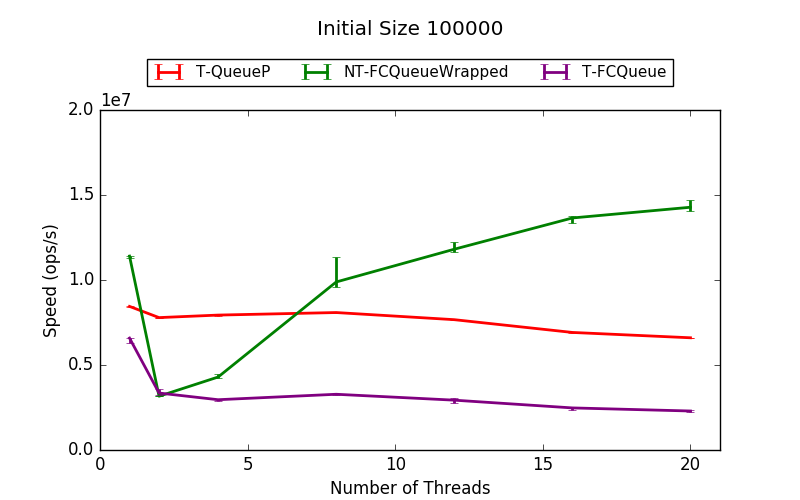 Initial Size 100000
T-QueueP NT-FCQueueWrapped T-FCQueue
1e7
2.0
1.5
1.0
0.5
0.0
Speed (ops/s)
0 5 10 15 20
Number of Threads